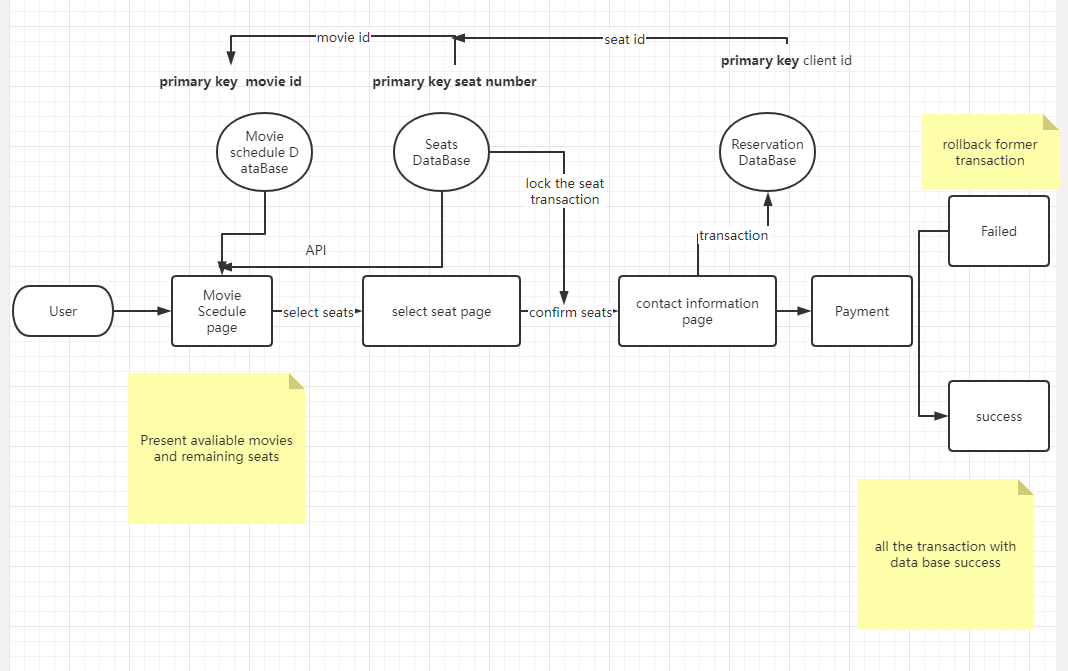 movie id
seat id
primary key movie id
primary key seat number
primary key client id
Movie
schedule D
ataBase
Seats
DataBase
Reservation
DataBase
rollback former
transaction
lock the seat
transaction
transaction
API
Failed
User
Movie
Scedule
page
select seats
select seat page
confirm seats
contact information
page
Payment
success
Present avaliable movies
and remaining seats
all the transaction with
data base success